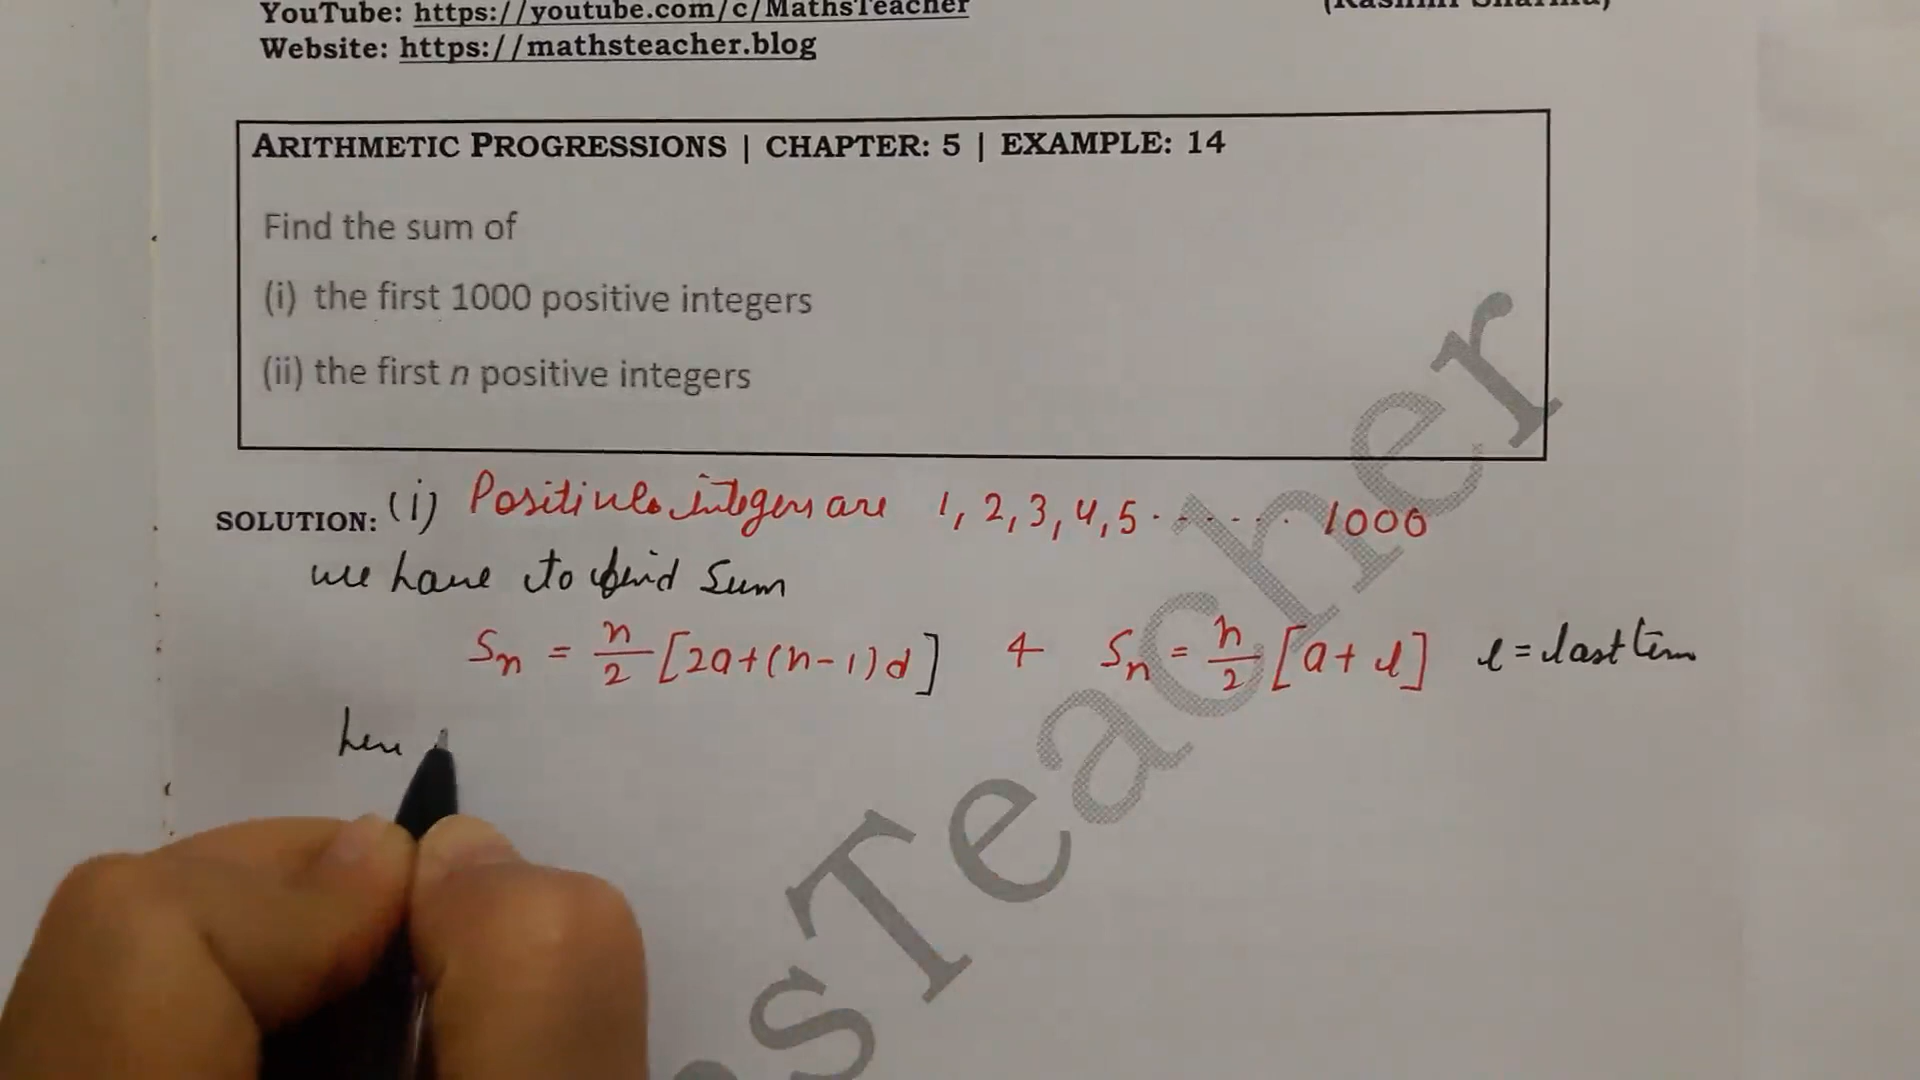 YouTube: https://youtube.com/c/MathsTeacher
Website: https://mathsteacher.blog
ARITHMETIC PROGRESSIONS | CHAPTER: 5 | EXAMPLE: 14
Find the sum of
(i) the first 1000 positive integers
(ii) the first n positive integers
SOLUTION: (i) Positive integers are 1, 2, 3, 4, 5 . . . . . . 1000
we have to find Sum
Sn = n/2 [2a+(n-1)d] & Sn = n/2 [a+l] l = last term
here
sTeacher